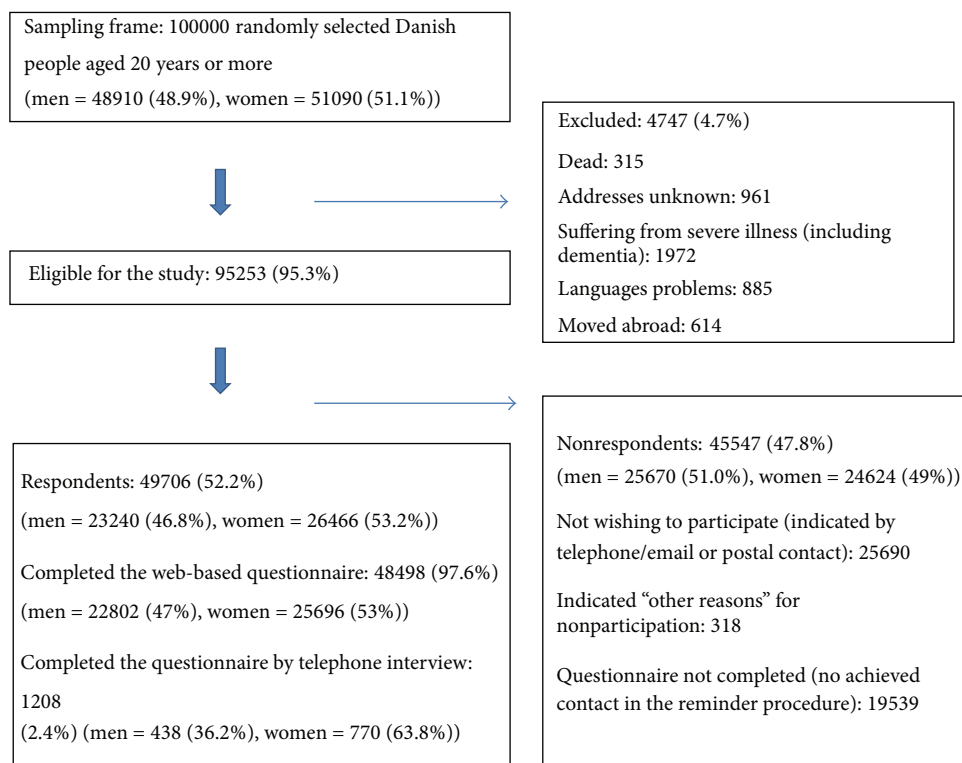 Sampling frame: 100000 randomly selected Danish
people aged 20 years or more
(men = 48910 (48.9%), women = 51090 (51.1%))
Excluded: 4747 (4.7%)
Dead: 315
Addresses unknown: 961
Suffering from severe illness (including
dementia): 1972
Languages problems: 885
Moved abroad: 614
Eligible for the study: 95253 (95.3%)
Nonrespondents: 45547 (47.8%)
(men = 25670 (51.0%), women = 24624 (49%))
Not wishing to participate (indicated by
telephone/email or postal contact): 25690
Indicated “other reasons” for
nonparticipation: 318
Questionnaire not completed (no achieved
contact in the reminder procedure): 19539
Respondents: 49706 (52.2%)
(men = 23240 (46.8%), women = 26466 (53.2%))
Completed the web-based questionnaire: 48498 (97.6%)
(men = 22802 (47%), women = 25696 (53%))
Completed the questionnaire by telephone interview:
1208
(2.4%) (men = 438 (36.2%), women = 770 (63.8%))